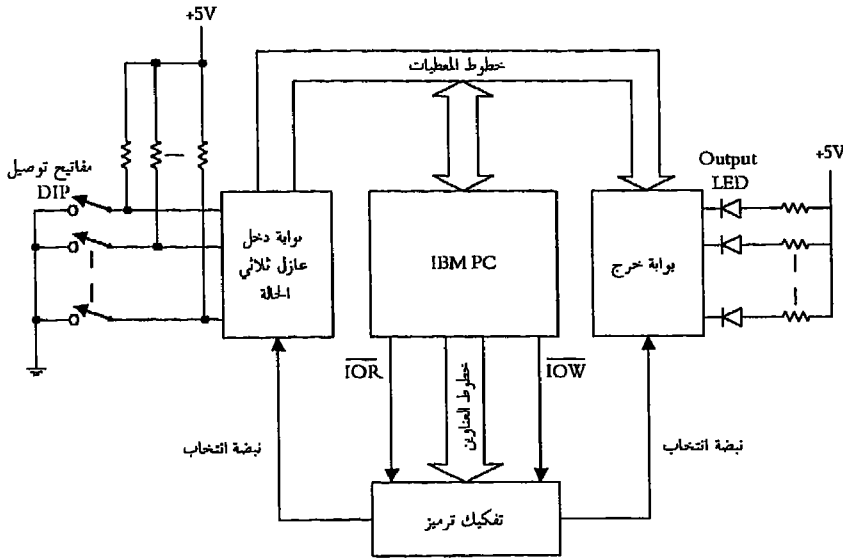 +5V
خطوط المعطيات
مفاتيح توصيل
DIP
Output
LED
+5V
بوابة دخل
عازل ثلاثي
الحالة
IBM PC
بوابة خرج
IOR
خطوط العناوين
IOW
نبضة انتخاب
نبضة انتخاب
تفكيك ترميز